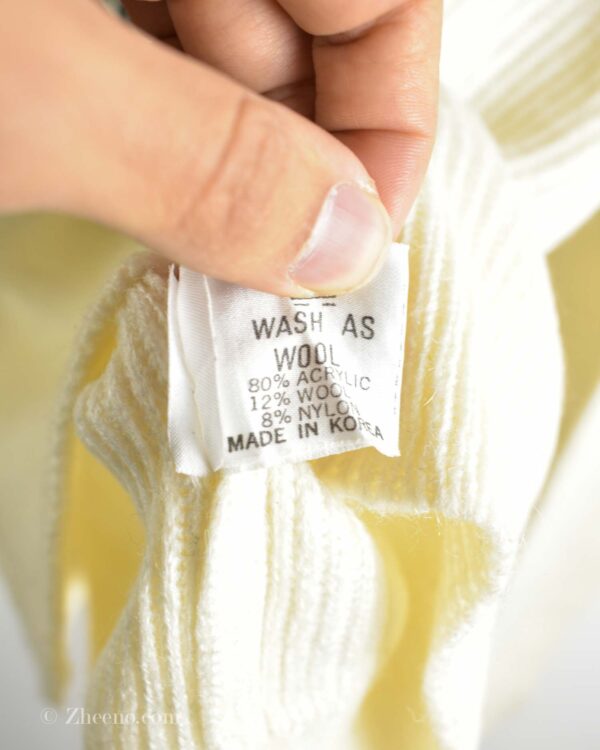 WASH AS
WOOL
80% ACRYLIC
12% WOOL
8% NYLON
MADE IN KOREA
© Zheeno.com